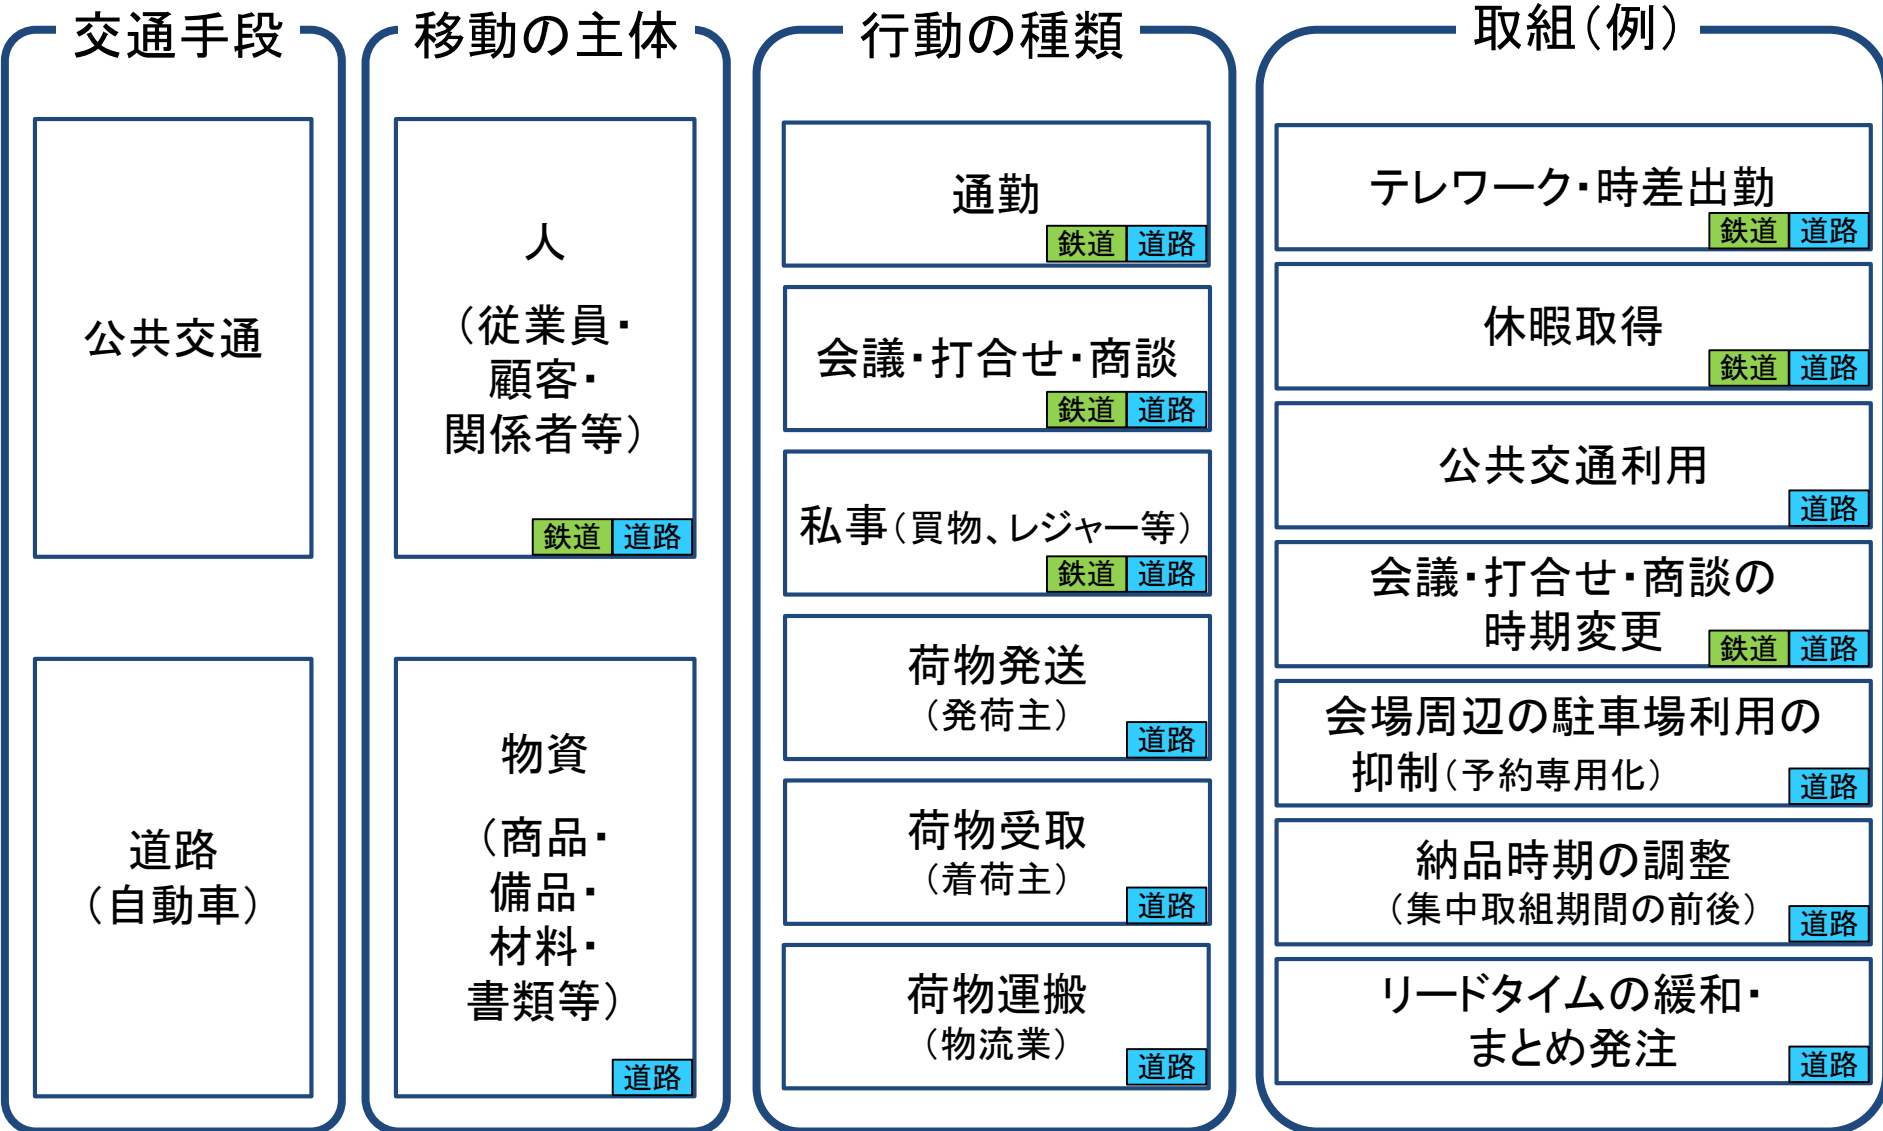 交通手段
公共交通
道路
（自動車）
移動の主体
人
（従業員・
顧客・
関係者等）
鉄道 道路
物資
（商品・
備品・
材料・
書類等）
道路
行動の種類
通勤
鉄道 道路
会議・打合せ・商談
鉄道 道路
私事（買物、レジャー等）
鉄道 道路
荷物発送
（発荷主）
道路
荷物受取
（着荷主）
道路
荷物運搬
（物流業）
道路
取組（例）
テレワーク・時差出勤
鉄道 道路
休暇取得
鉄道 道路
公共交通利用
道路
会議・打合せ・商談の
時期変更
鉄道 道路
会場周辺の駐車場利用の
抑制（予約専用化）
道路
納品時期の調整
（集中取組期間の前後）
道路
リードタイムの緩和・
まとめ発注
道路